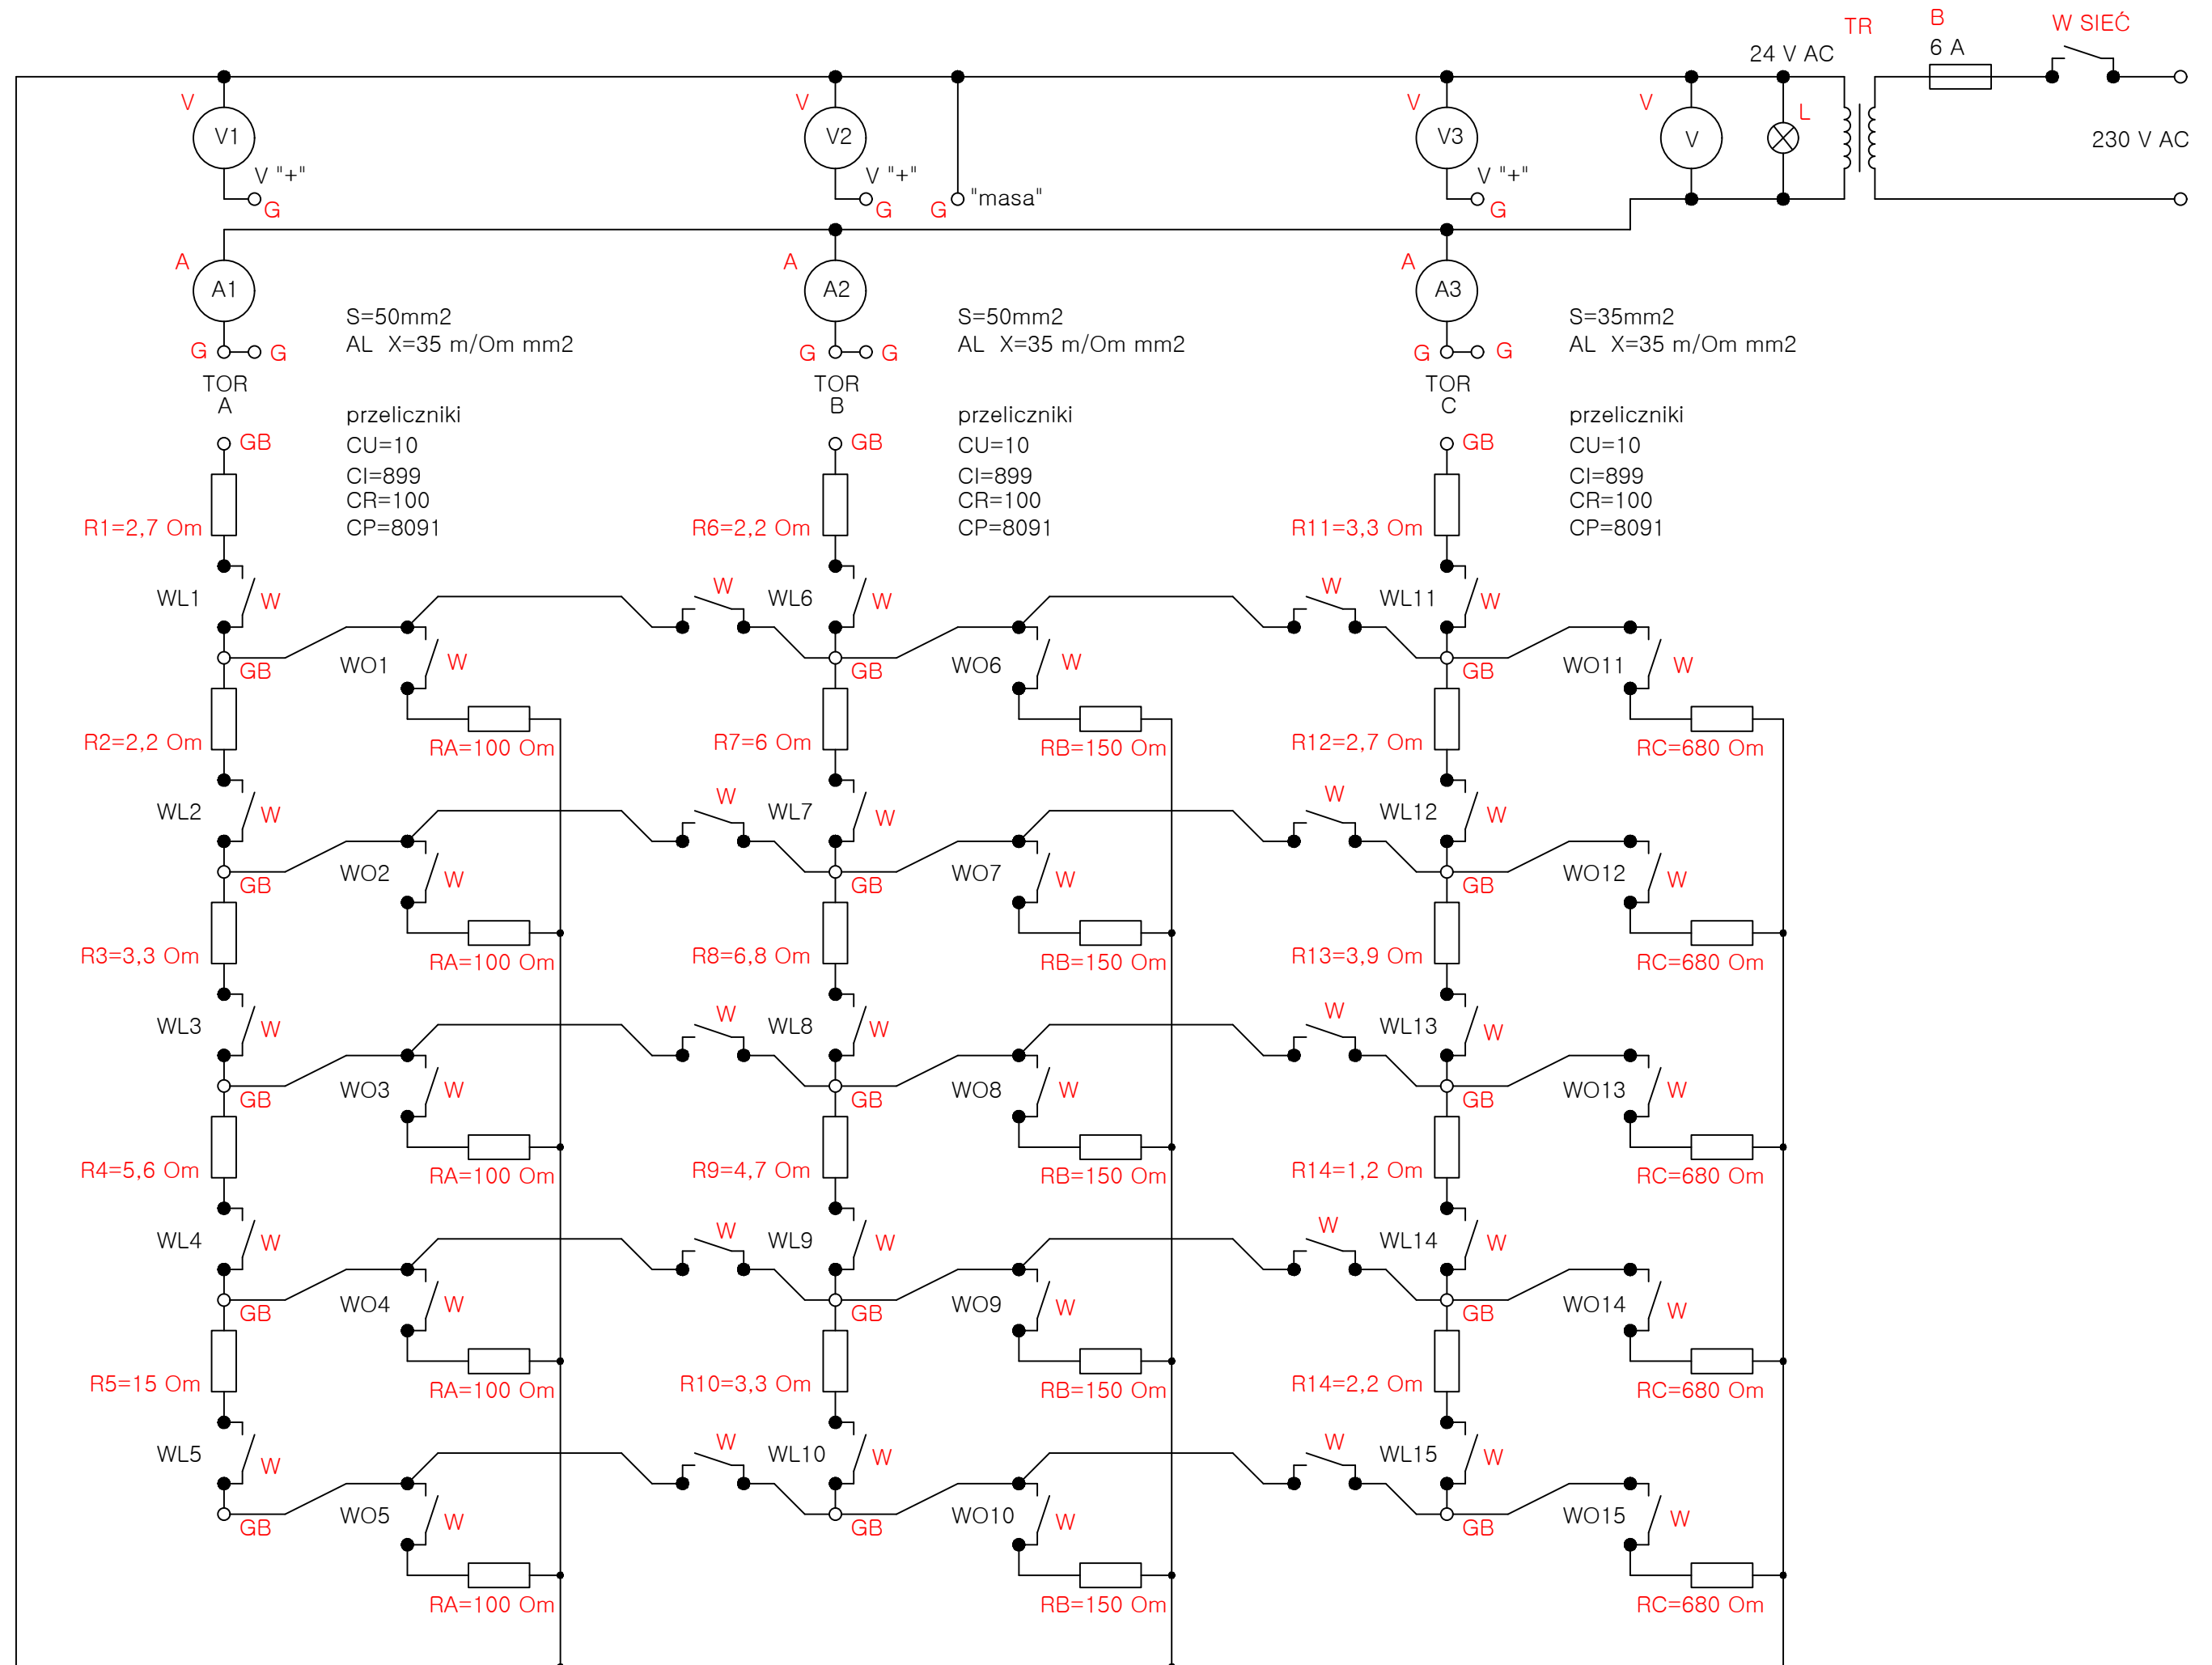 TR
B
W SIEĆ
24 V AC
6 A
V
V
V
V
L
V1
V2
V3
V
230 V AC
V "+"
V "+"
V "+"
G
G
G
"masa"
G
A
A
A
A1
A2
A3
S=50mm2
S=50mm2
S=35mm2
AL X=35 m/Om mm2
AL X=35 m/Om mm2
AL X=35 m/Om mm2
G
G
G
G
G
G
TOR
A
TOR
B
TOR
C
przeliczniki
przeliczniki
przeliczniki
GB
CU=10
GB
CU=10
GB
CU=10
CI=899
CI=899
CI=899
CR=100
CR=100
CR=100
R1=2,7 Om
CP=8091
R6=2,2 Om
CP=8091
R11=3,3 Om
CP=8091
WL1
W
W
WL6
W
W
WL11
W
GB
WO1
W
GB
WO6
W
GB
WO11
W
R2=2,2 Om
RA=100 Om
R7=6 Om
RB=150 Om
R12=2,7 Om
RC=680 Om
WL2
W
W
WL7
W
W
WL12
W
GB
WO2
W
GB
WO7
W
GB
WO12
W
R3=3,3 Om
RA=100 Om
R8=6,8 Om
RB=150 Om
R13=3,9 Om
RC=680 Om
WL3
W
W
WL8
W
W
WL13
W
GB
WO3
W
GB
WO8
W
GB
WO13
W
R4=5,6 Om
RA=100 Om
R9=4,7 Om
RB=150 Om
R14=1,2 Om
RC=680 Om
WL4
W
W
WL9
W
W
WL14
W
GB
WO4
W
GB
WO9
W
GB
WO14
W
R5=15 Om
RA=100 Om
R10=3,3 Om
RB=150 Om
R14=2,2 Om
RC=680 Om
WL5
W
W
WL10
W
W
WL15
W
GB
WO5
W
GB
WO10
W
GB
WO15
W
RA=100 Om
RB=150 Om
RC=680 Om